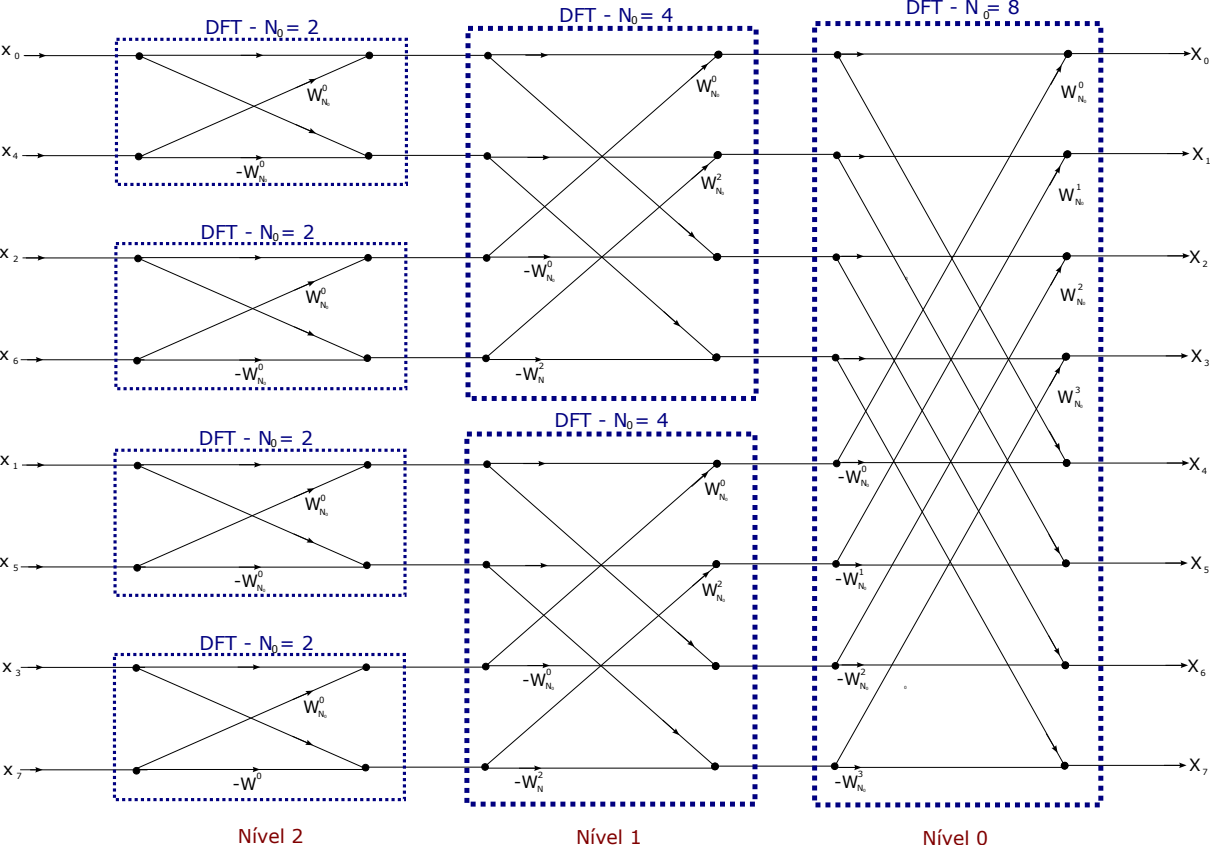 DFT - N₀= 2
DFT - N₀= 4
DFT - N₀= 8
x₀
W⁰N₀
W⁰N₀
W⁰N₀
X₀
x₄
-W⁰N₀
W²N₀
W¹N₀
X₁
DFT - N₀= 2
x₂
W⁰N₀
-W⁰N₀
W²N₀
X₂
x₆
-W⁰N₀
-W²N
W³N₀
X₃
DFT - N₀= 2
DFT - N₀= 4
x₁
W⁰N₀
W⁰N₀
-W⁰N₀
X₄
x₅
-W⁰N₀
W²N₀
-W¹N₀
X₅
DFT - N₀= 2
x₃
W⁰N₀
-W⁰N₀
-W²N₀
X₆
x₇
-W⁰
-W²N
-W³N₀
X₇
Nível 2
Nível 1
Nível 0